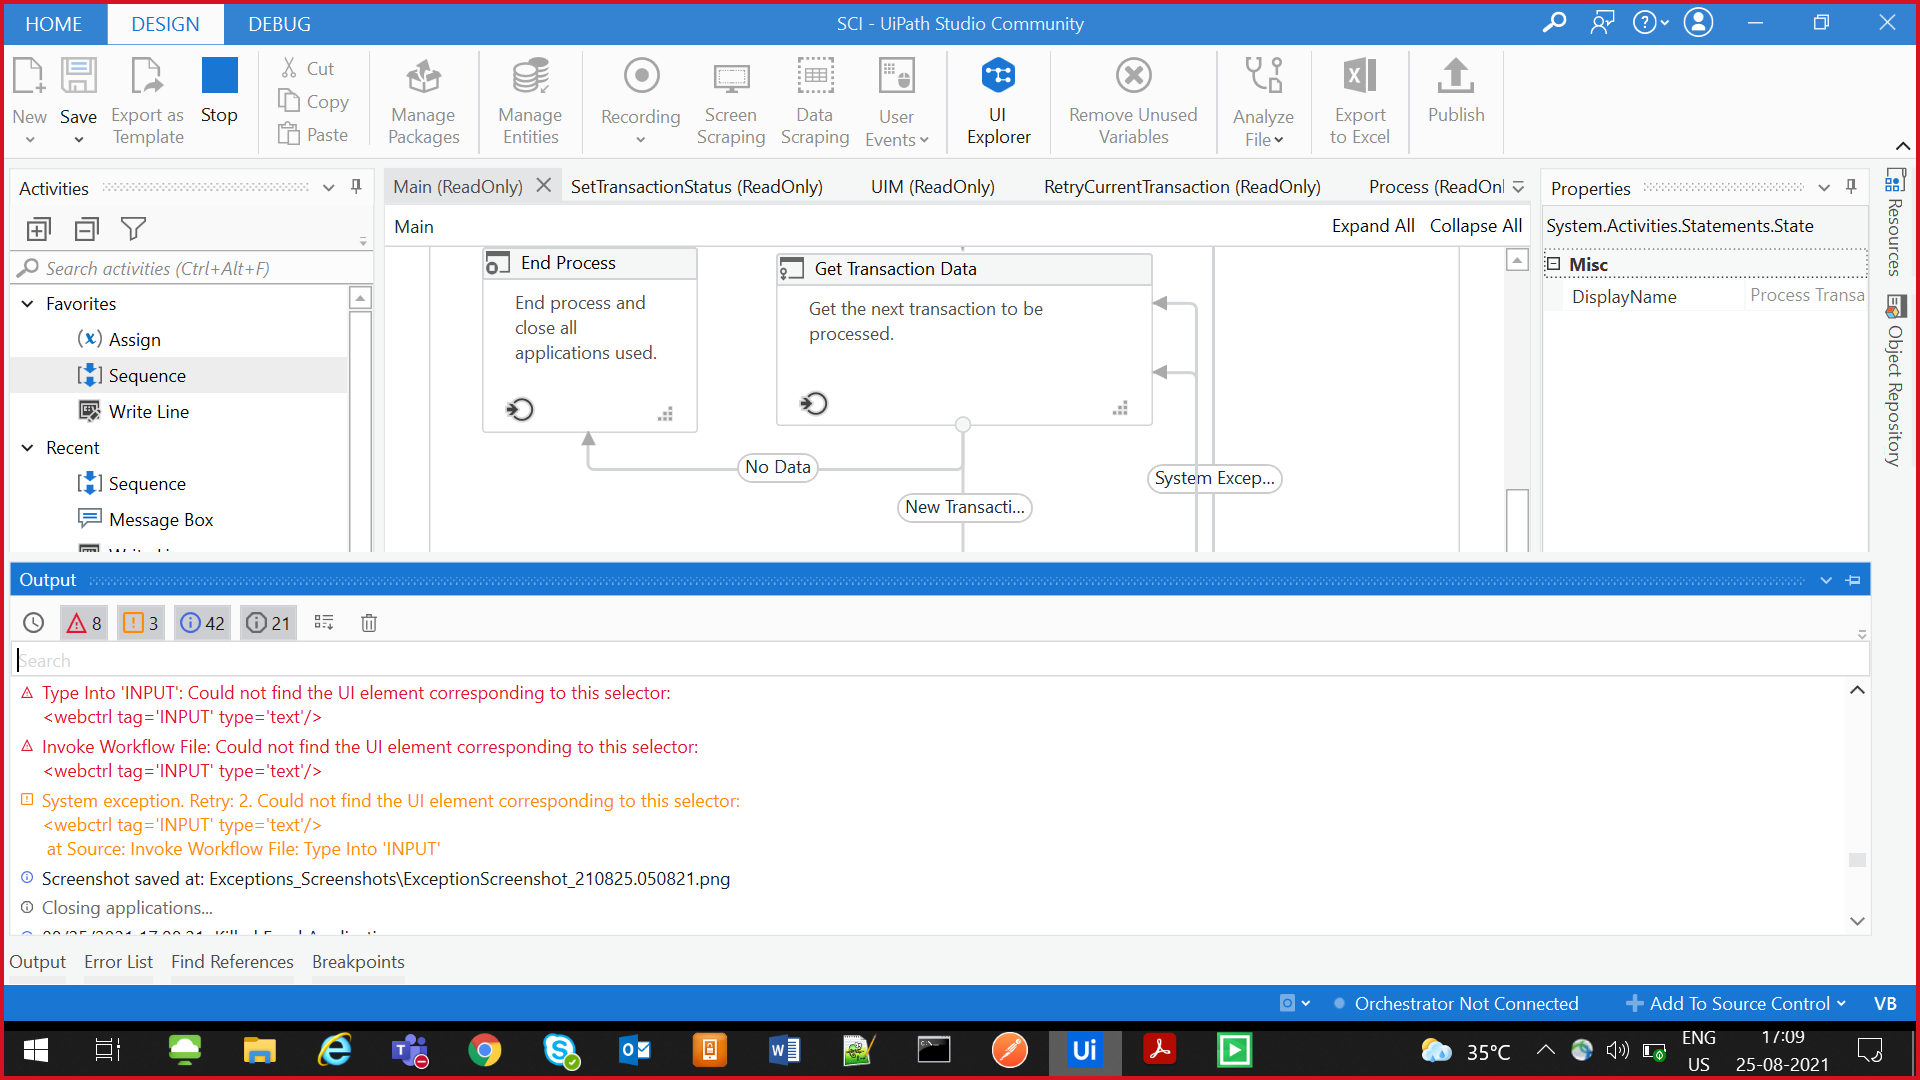 HOME DESIGN DEBUG SCI - UiPath Studio Community
New Save Export as Template Stop
Cut
Copy
Paste
Manage Packages
Manage Entities
Recording Screen Scraping Data Scraping User Events
UI Explorer
Remove Unused Variables
Analyze File
Export to Excel
Publish
Activities
Search activities (Ctrl+Alt+F)
Favorites
Assign
Sequence
Write Line
Recent
Sequence
Message Box
Main (ReadOnly) SetTransactionStatus (ReadOnly) UIM (ReadOnly) RetryCurrentTransaction (ReadOnly) Process (ReadOnl
Main Expand All Collapse All
End Process
End process and
close all
applications used.
Get Transaction Data
Get the next transaction to be
processed.
No Data
New Transacti...
System Excep...
Properties
System.Activities.Statements.State
Misc
DisplayName Process Transa
Resources
Object Repository
Output
8 3 42 21
Search
Type Into 'INPUT': Could not find the UI element corresponding to this selector:
<webctrl tag='INPUT' type='text'/>
Invoke Workflow File: Could not find the UI element corresponding to this selector:
<webctrl tag='INPUT' type='text'/>
System exception. Retry: 2. Could not find the UI element corresponding to this selector:
<webctrl tag='INPUT' type='text'/>
at Source: Invoke Workflow File: Type Into 'INPUT'
Screenshot saved at: Exceptions_Screenshots\ExceptionScreenshot_210825.050821.png
Closing applications...
Output Error List Find References Breakpoints
Orchestrator Not Connected Add To Source Control VB
Ui
35°C
ENG
US
17:09
25-08-2021